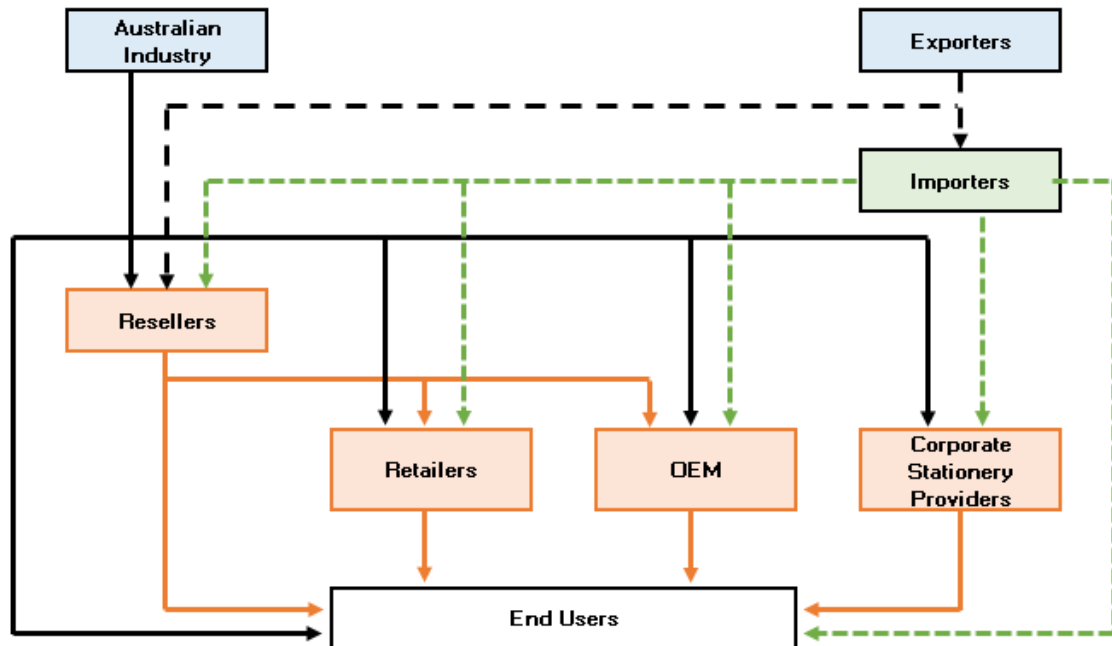 Australian
Industry
Exporters
Importers
Resellers
Retailers
OEM
Corporate
Stationery
Providers
End Users